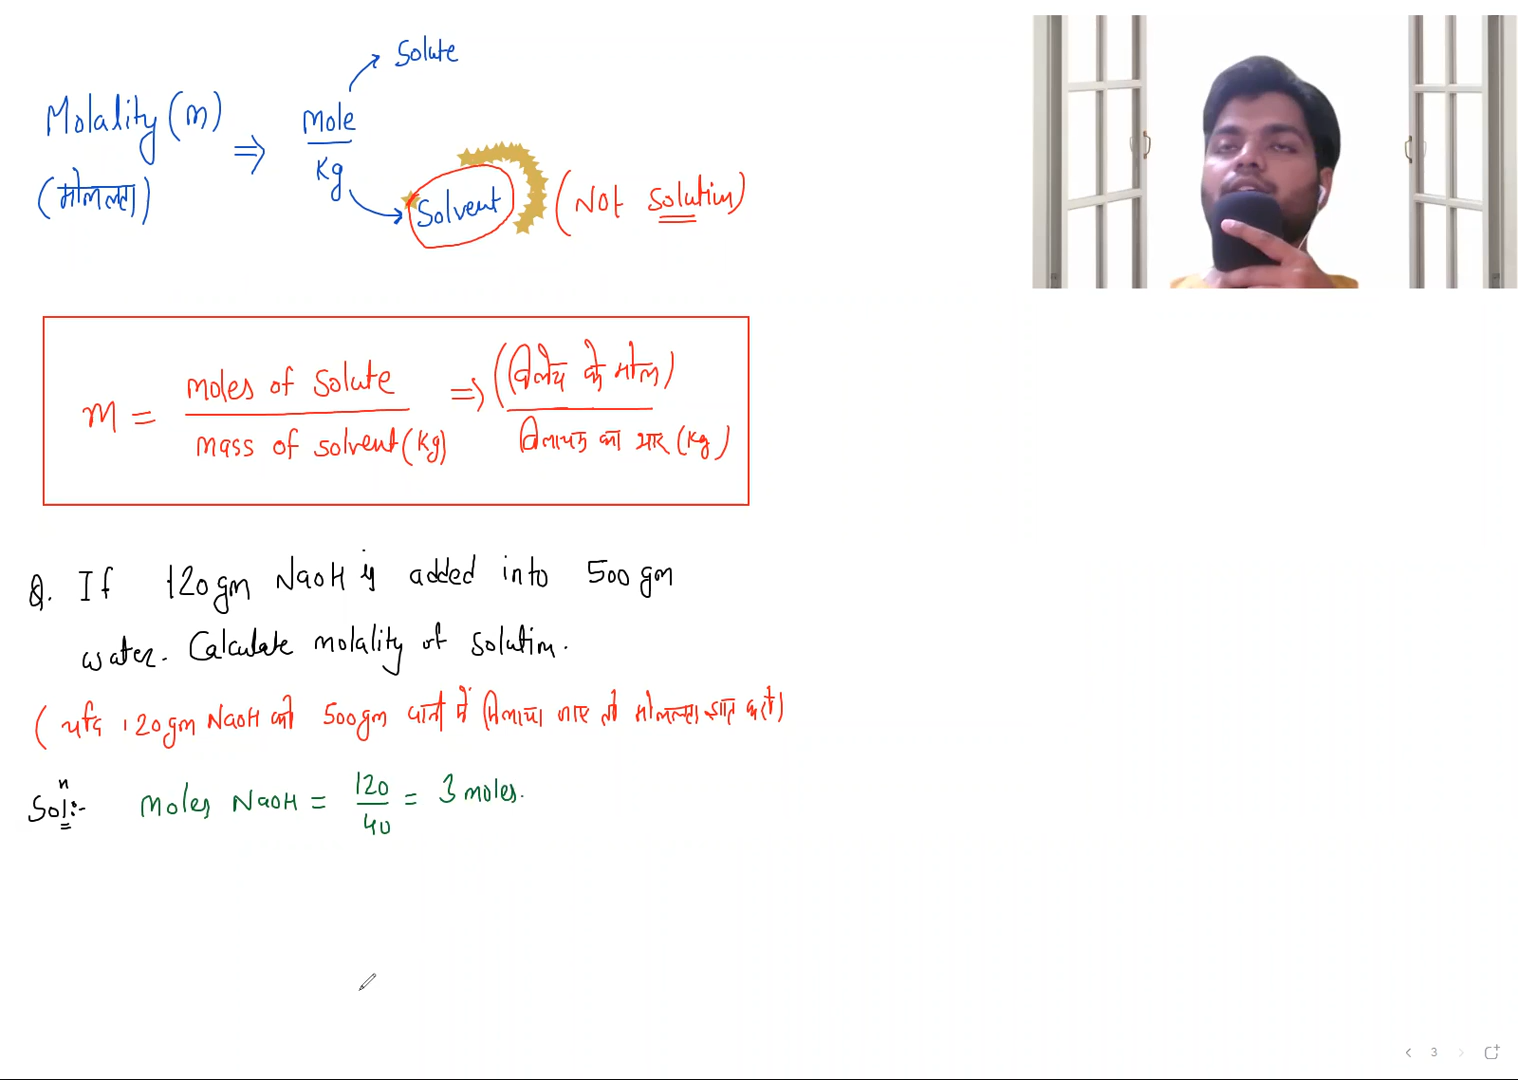 Solute
Molality (m) ⇒ Mole / Kg
(मोललता)
Solvent (Not solution)
m = moles of solute / mass of solvent (kg) ⇒ (विलेय के मोल) / विलायक का भार (kg)
Q. If 120gm NaOH is added into 500 gm
water. Calculate molality of solution.
( यदि 120gm NaOH को 500gm पानी में मिलाया जाए तो मोललता ज्ञात करो)
Solⁿ:- moles NaOH = 120 / 40 = 3 moles.
3